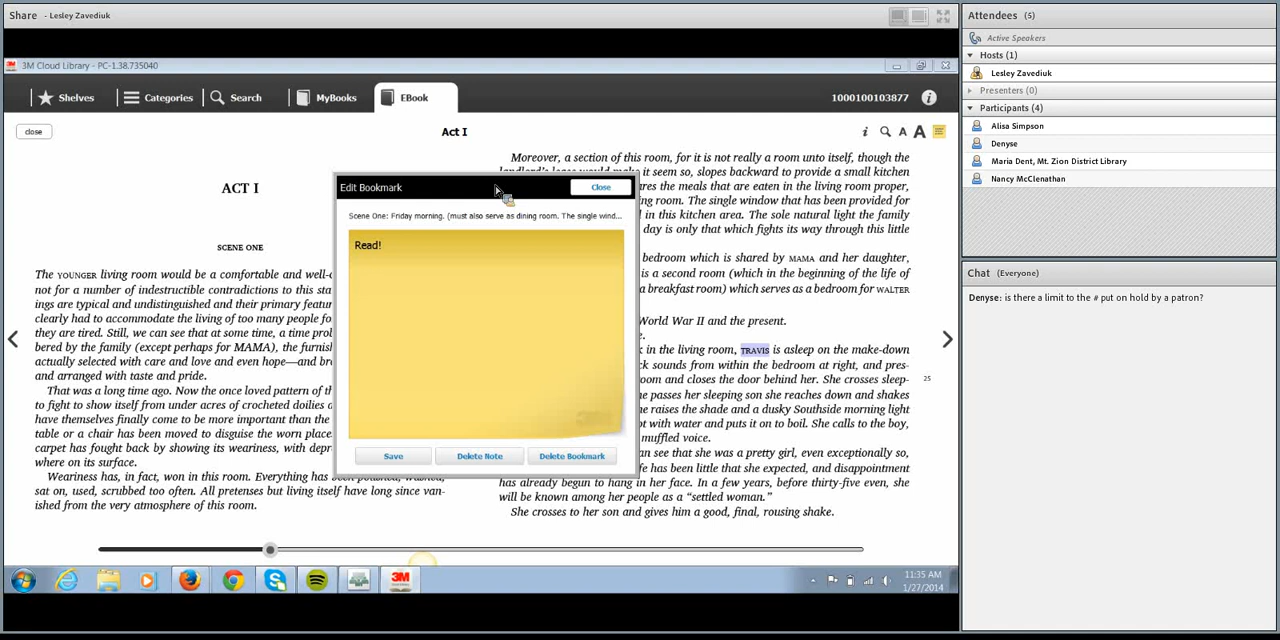 Share - Lesley Zavediuk
3M Cloud Library - PC-1.38.735040
Shelves
Categories
Search
MyBooks
EBook
1000100103877
close
Act I
i
A
A
ACT I
SCENE ONE
The YOUNGER living room would be a comfortable and well-
not for a number of indestructible contradictions to this sta
ings are typical and undistinguished and their primary featur
clearly had to accommodate the living of too many people fo
they are tired. Still, we can see that at some time, a time prol
bered by the family (except perhaps for MAMA), the furnis
actually selected with care and love and even hope—and br
and arranged with taste and pride.
That was a long time ago. Now the once loved pattern of th
to fight to show itself from under acres of crocheted doilies a
have themselves finally come to be more important than the
table or a chair has been moved to disguise the worn place
carpet has fought back by showing its weariness, with depr
where on its surface.
Weariness has, in fact, won in this room. Everything has been polished, washed,
sat on, used, scrubbed too often. All pretenses but living itself have long since van-
ished from the very atmosphere of this room.
Moreover, a section of this room, for it is not really a room unto itself, though the
landlord's lease would make it seem so, slopes backward to provide a small kitchen
ares the meals that are eaten in the living room proper,
ing room. The single window that has been provided for
d in this kitchen area. The sole natural light the family
day is only that which fights its way through this little
bedroom which is shared by MAMA and her daughter,
is a second room (which in the beginning of the life of
a breakfast room) which serves as a bedroom for WALTER
World War II and the present.
e.
k in the living room, TRAVIS is asleep on the make-down
ck sounds from within the bedroom at right, and pres-
oom and closes the door behind her. She crosses sleep-
e passes her sleeping son she reaches down and shakes
e raises the shade and a dusky Southside morning light
ot with water and puts it on to boil. She calls to the boy,
muffled voice.
an see that she was a pretty girl, even exceptionally so,
fe has been little that she expected, and disappointment
has already begun to hang in her face. In a few years, before thirty-five even, she
will be known among her people as a “settled woman.”
She crosses to her son and gives him a good, final, rousing shake.
25
Edit Bookmark
Close
Scene One: Friday morning. (must also serve as dining room. The single wind...
Read!
3M
Save
Delete Note
Delete Bookmark
3M
11:35 AM
1/27/2014
Attendees (5)
Active Speakers
Hosts (1)
Lesley Zavediuk
Presenters (0)
Participants (4)
Alisa Simpson
Denyse
Maria Dent, Mt. Zion District Library
Nancy McClenathan
Chat (Everyone)
Denyse: is there a limit to the # put on hold by a patron?